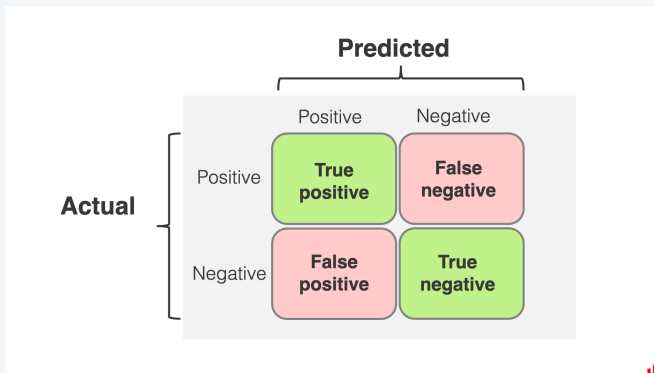 Predicted
Positive
Negative
Actual
Positive
True
positive
False
negative
Negative
False
positive
True
negative